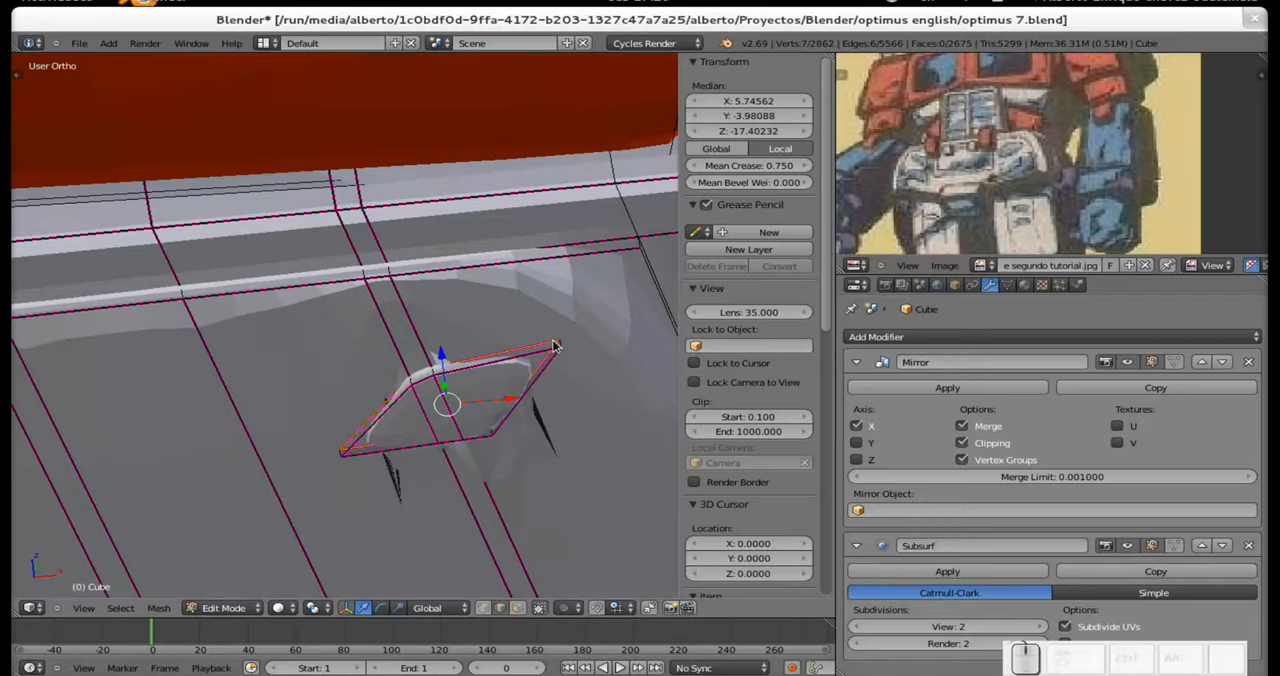 Blender* [/run/media/alberto/1c0bdf0d-9ffa-4172-b203-1327c47a7a25/alberto/Proyectos/Blender/optimus english/optimus 7.blend]
File Add Render Window Help Default Scene Cycles Render v2.69 | Verts:7/2862 | Edges:6/5566 | Faces:0/2675 | Tris:5299 | Mem:36.31M (0.51M) | Cube
User Ortho
Transform
Median:
X: 5.74562
Y: -3.98088
Z: -17.40232
Global Local
Mean Crease: 0.750
Mean Bevel Wei: 0.000
Grease Pencil
New
New Layer
Delete Frame Convert
View
Lens: 35.000
Lock to Object:
Lock to Cursor
Lock Camera to View
Clip:
Start: 0.100
End: 1000.000
Local Camera:
Camera
Render Border
3D Cursor
Location:
X: 0.0000
Y: 0.0000
Z: 0.0000
Item
(0) Cube
View Select Mesh Edit Mode Global
View Image e segundo tutorial.jpg F View
Cube
Add Modifier
Mirror
Apply Copy
Axis: Options: Textures:
X Merge U
Y Clipping V
Z Vertex Groups
Merge Limit: 0.001000
Mirror Object:
Subsurf
Apply Copy
Catmull-Clark Simple
Subdivisions: Options:
View: 2 Subdivide UVs
Render: 2
Ctrl Alt
-40 -20 0 20 40 60 80 100 120 140 160 180 200 220 240 260
View Marker Frame Playback Start: 1 End: 1 0 No Sync